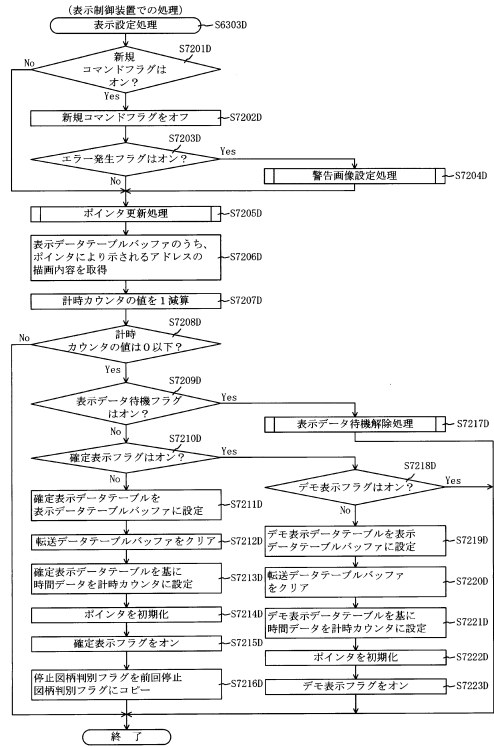 (表示制御装置での処理)
表示設定処理
S6303D
S7201D
新規
コマンドフラグは
オン?
No
Yes
新規コマンドフラグをオフ
S7202D
S7203D
エラー発生フラグはオン?
Yes
No
警告画像設定処理
S7204D
ポインタ更新処理
S7205D
表示データテーブルバッファのうち、
ポインタにより示されるアドレスの
描画内容を取得
S7206D
計時カウンタの値を1減算
S7207D
S7208D
計時
カウンタの値は0以下?
No
Yes
S7209D
表示データ待機フラグ
はオン?
Yes
No
表示データ待機解除処理
S7217D
S7210D
確定表示フラグはオン?
Yes
No
S7218D
デモ表示フラグはオン?
Yes
No
確定表示データテーブルを
表示データテーブルバッファに設定
S7211D
転送データテーブルバッファをクリア
S7212D
確定表示データテーブルを基に
時間データを計時カウンタに設定
S7213D
ポインタを初期化
S7214D
確定表示フラグをオン
S7215D
停止図柄判別フラグを前回停止
図柄判別フラグにコピー
S7216D
デモ表示データテーブルを表示
データテーブルバッファに設定
S7219D
転送データテーブルバッファ
をクリア
S7220D
デモ表示データテーブルを基に
時間データを計時カウンタに設定
S7221D
ポインタを初期化
S7222D
デモ表示フラグをオン
S7223D
終 了